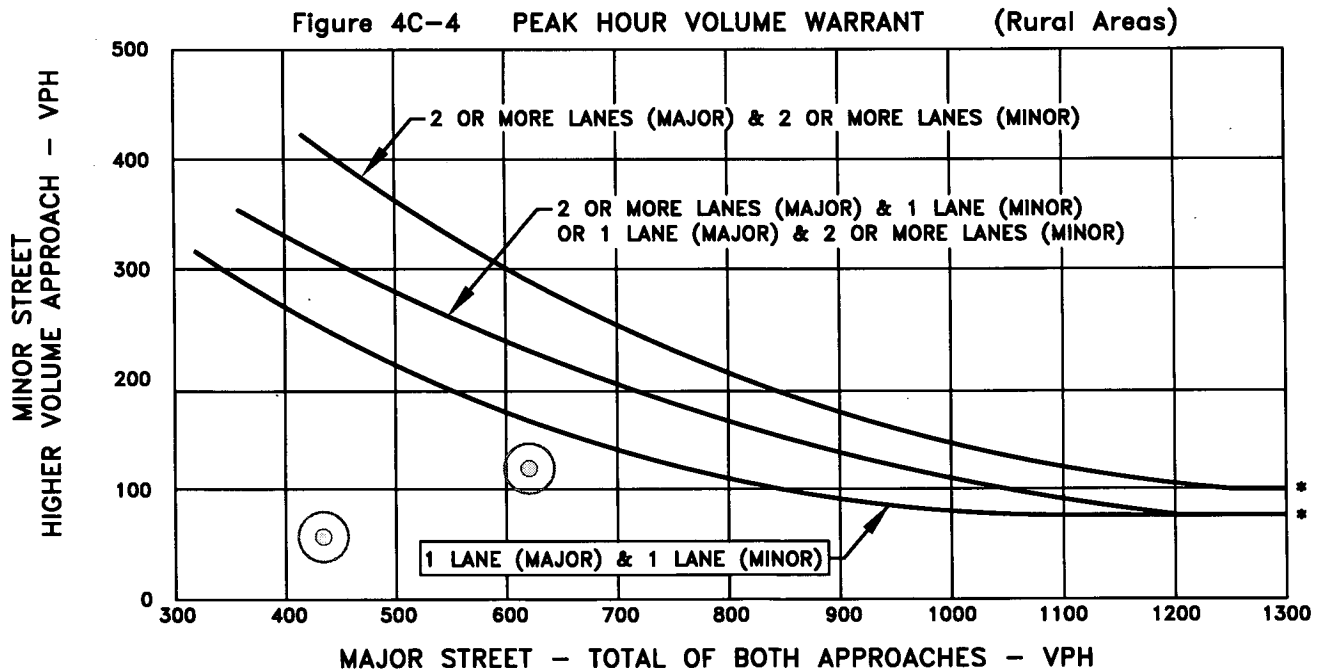 Figure 4C-4 PEAK HOUR VOLUME WARRANT (Rural Areas)
500
400
300
200
100
0
MINOR STREET
HIGHER VOLUME APPROACH - VPH
2 OR MORE LANES (MAJOR) & 2 OR MORE LANES (MINOR)
2 OR MORE LANES (MAJOR) & 1 LANE (MINOR)
OR 1 LANE (MAJOR) & 2 OR MORE LANES (MINOR)
1 LANE (MAJOR) & 1 LANE (MINOR)
*
*
300 400 500 600 700 800 900 1000 1100 1200 1300
MAJOR STREET - TOTAL OF BOTH APPROACHES - VPH